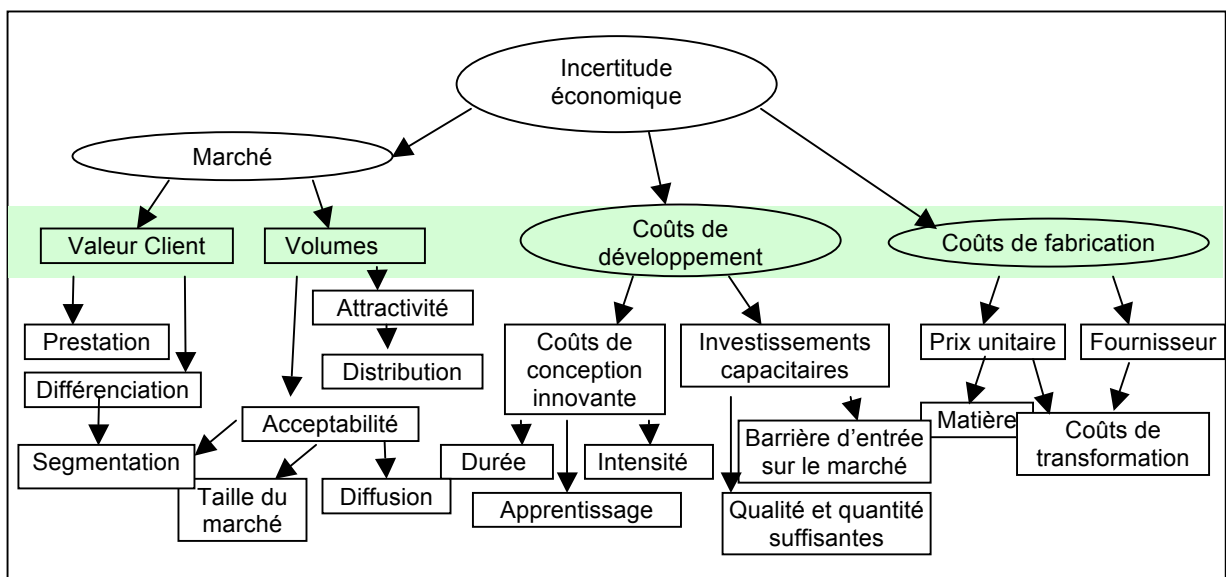 Incertitude
économique
Marché
Valeur Client
Volumes
Coûts de
développement
Coûts de fabrication
Attractivité
Prestation
Distribution
Différenciation
Acceptabilité
Segmentation
Taille du
marché
Diffusion
Coûts de
conception
innovante
Investissements
capacitaires
Durée
Intensité
Apprentissage
Barrière d’entrée
sur le marché
Qualité et quantité
suffisantes
Prix unitaire
Fournisseur
Matière
Coûts de
transformation